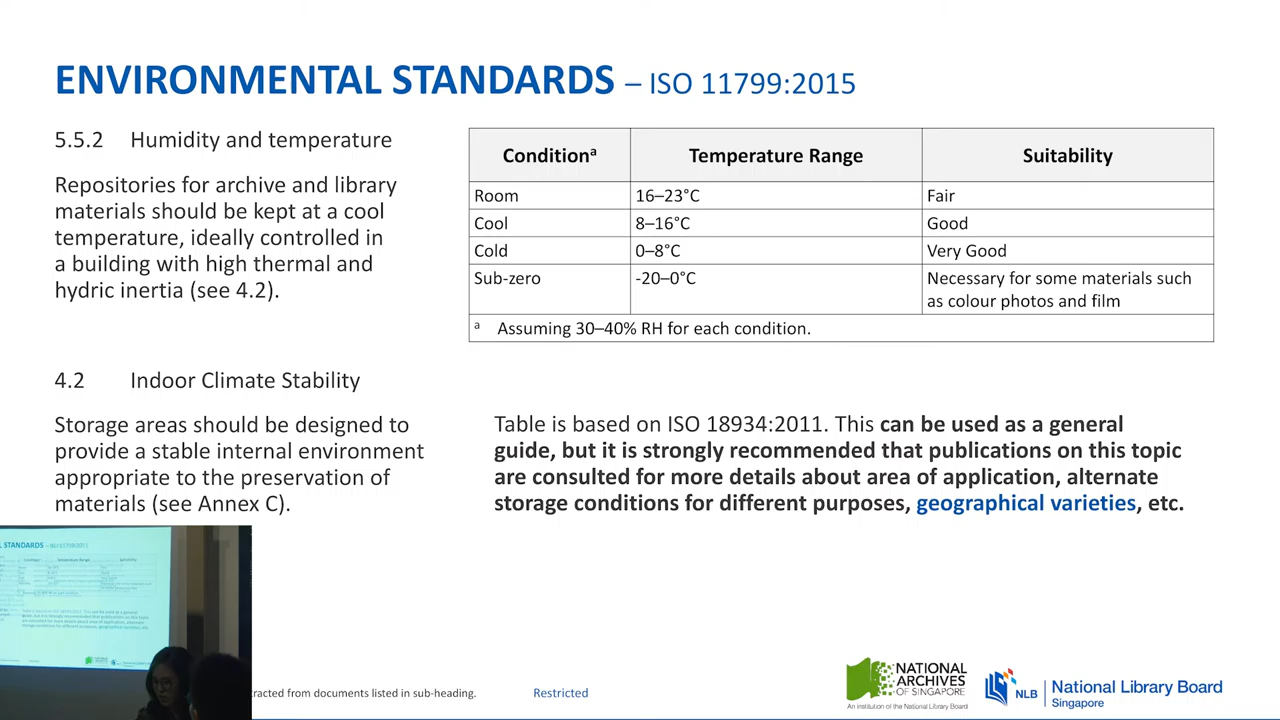 ENVIRONMENTAL STANDARDS – ISO 11799:2015
5.5.2 Humidity and temperature
Repositories for archive and library
materials should be kept at a cool
temperature, ideally controlled in
a building with high thermal and
hydric inertia (see 4.2).
4.2 Indoor Climate Stability
Storage areas should be designed to
provide a stable internal environment
appropriate to the preservation of
materials (see Annex C).
Conditionᵃ Temperature Range Suitability
Room 16–23°C Fair
Cool 8–16°C Good
Cold 0–8°C Very Good
Sub-zero -20–0°C Necessary for some materials such
as colour photos and film
ᵃ Assuming 30–40% RH for each condition.
Table is based on ISO 18934:2011. This can be used as a general
guide, but it is strongly recommended that publications on this topic
are consulted for more details about area of application, alternate
storage conditions for different purposes, geographical varieties, etc.
from documents listed in sub-heading.
Restricted
NATIONAL
ARCHIVES
OF SINGAPORE
An institution of the National Library Board
NLB
National Library Board
Singapore